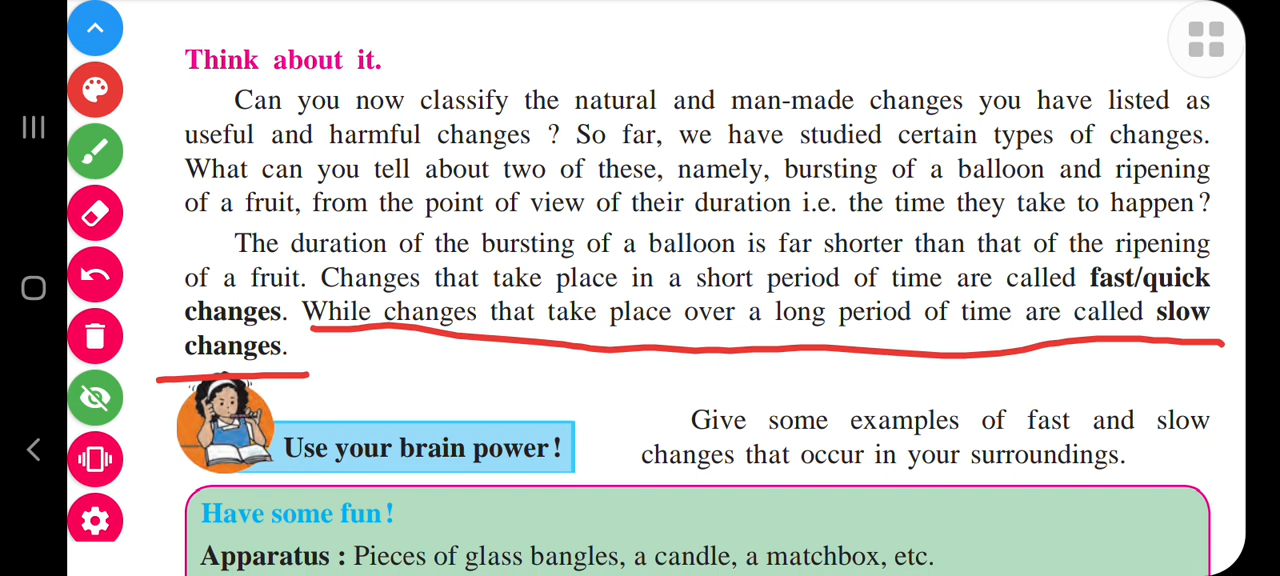 Think about it.
Can you now classify the natural and man-made changes you have listed as
useful and harmful changes ? So far, we have studied certain types of changes.
What can you tell about two of these, namely, bursting of a balloon and ripening
of a fruit, from the point of view of their duration i.e. the time they take to happen ?
The duration of the bursting of a balloon is far shorter than that of the ripening
of a fruit. Changes that take place in a short period of time are called fast/quick
changes. While changes that take place over a long period of time are called slow
changes.
Use your brain power !
Give some examples of fast and slow
changes that occur in your surroundings.
Have some fun !
Apparatus : Pieces of glass bangles, a candle, a matchbox, etc.